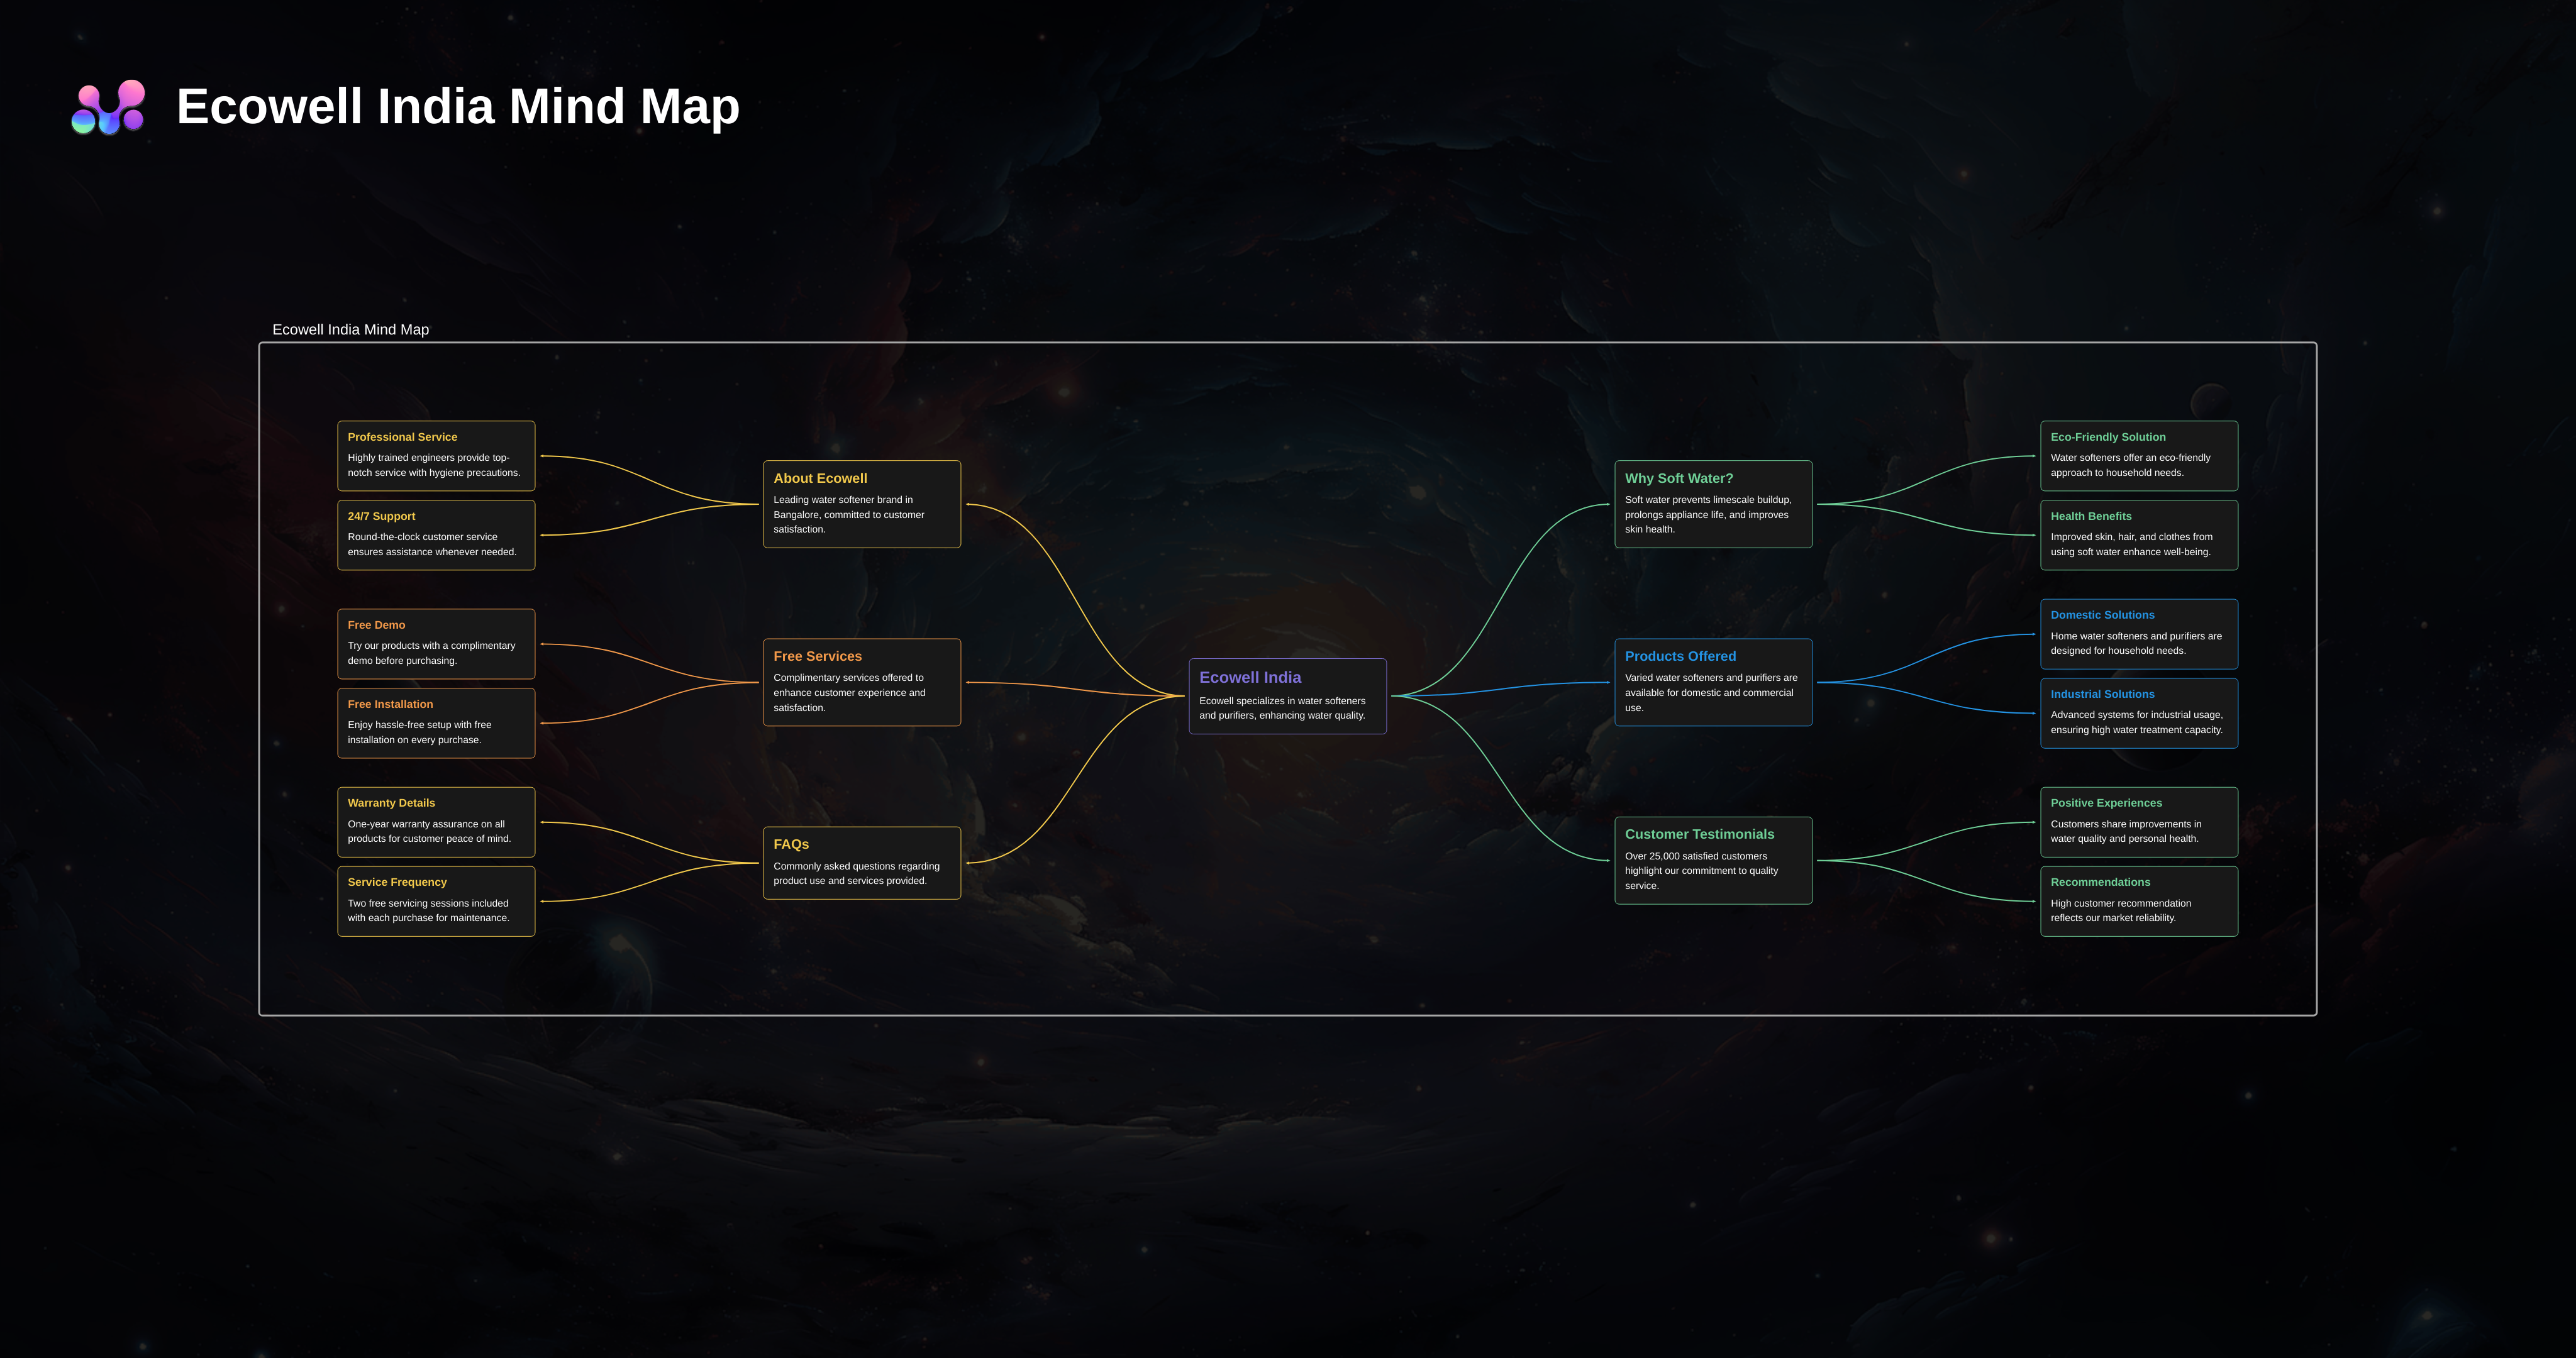 Ecowell India Mind Map
Ecowell India Mind Map
Professional Service
Highly trained engineers provide top-
notch service with hygiene precautions.
24/7 Support
Round-the-clock customer service
ensures assistance whenever needed.
Free Demo
Try our products with a complimentary
demo before purchasing.
Free Installation
Enjoy hassle-free setup with free
installation on every purchase.
Warranty Details
One-year warranty assurance on all
products for customer peace of mind.
Service Frequency
Two free servicing sessions included
with each purchase for maintenance.
About Ecowell
Leading water softener brand in
Bangalore, committed to customer
satisfaction.
Free Services
Complimentary services offered to
enhance customer experience and
satisfaction.
FAQs
Commonly asked questions regarding
product use and services provided.
Ecowell India
Ecowell specializes in water softeners
and purifiers, enhancing water quality.
Why Soft Water?
Soft water prevents limescale buildup,
prolongs appliance life, and improves
skin health.
Products Offered
Varied water softeners and purifiers are
available for domestic and commercial
use.
Customer Testimonials
Over 25,000 satisfied customers
highlight our commitment to quality
service.
Eco-Friendly Solution
Water softeners offer an eco-friendly
approach to household needs.
Health Benefits
Improved skin, hair, and clothes from
using soft water enhance well-being.
Domestic Solutions
Home water softeners and purifiers are
designed for household needs.
Industrial Solutions
Advanced systems for industrial usage,
ensuring high water treatment capacity.
Positive Experiences
Customers share improvements in
water quality and personal health.
Recommendations
High customer recommendation
reflects our market reliability.